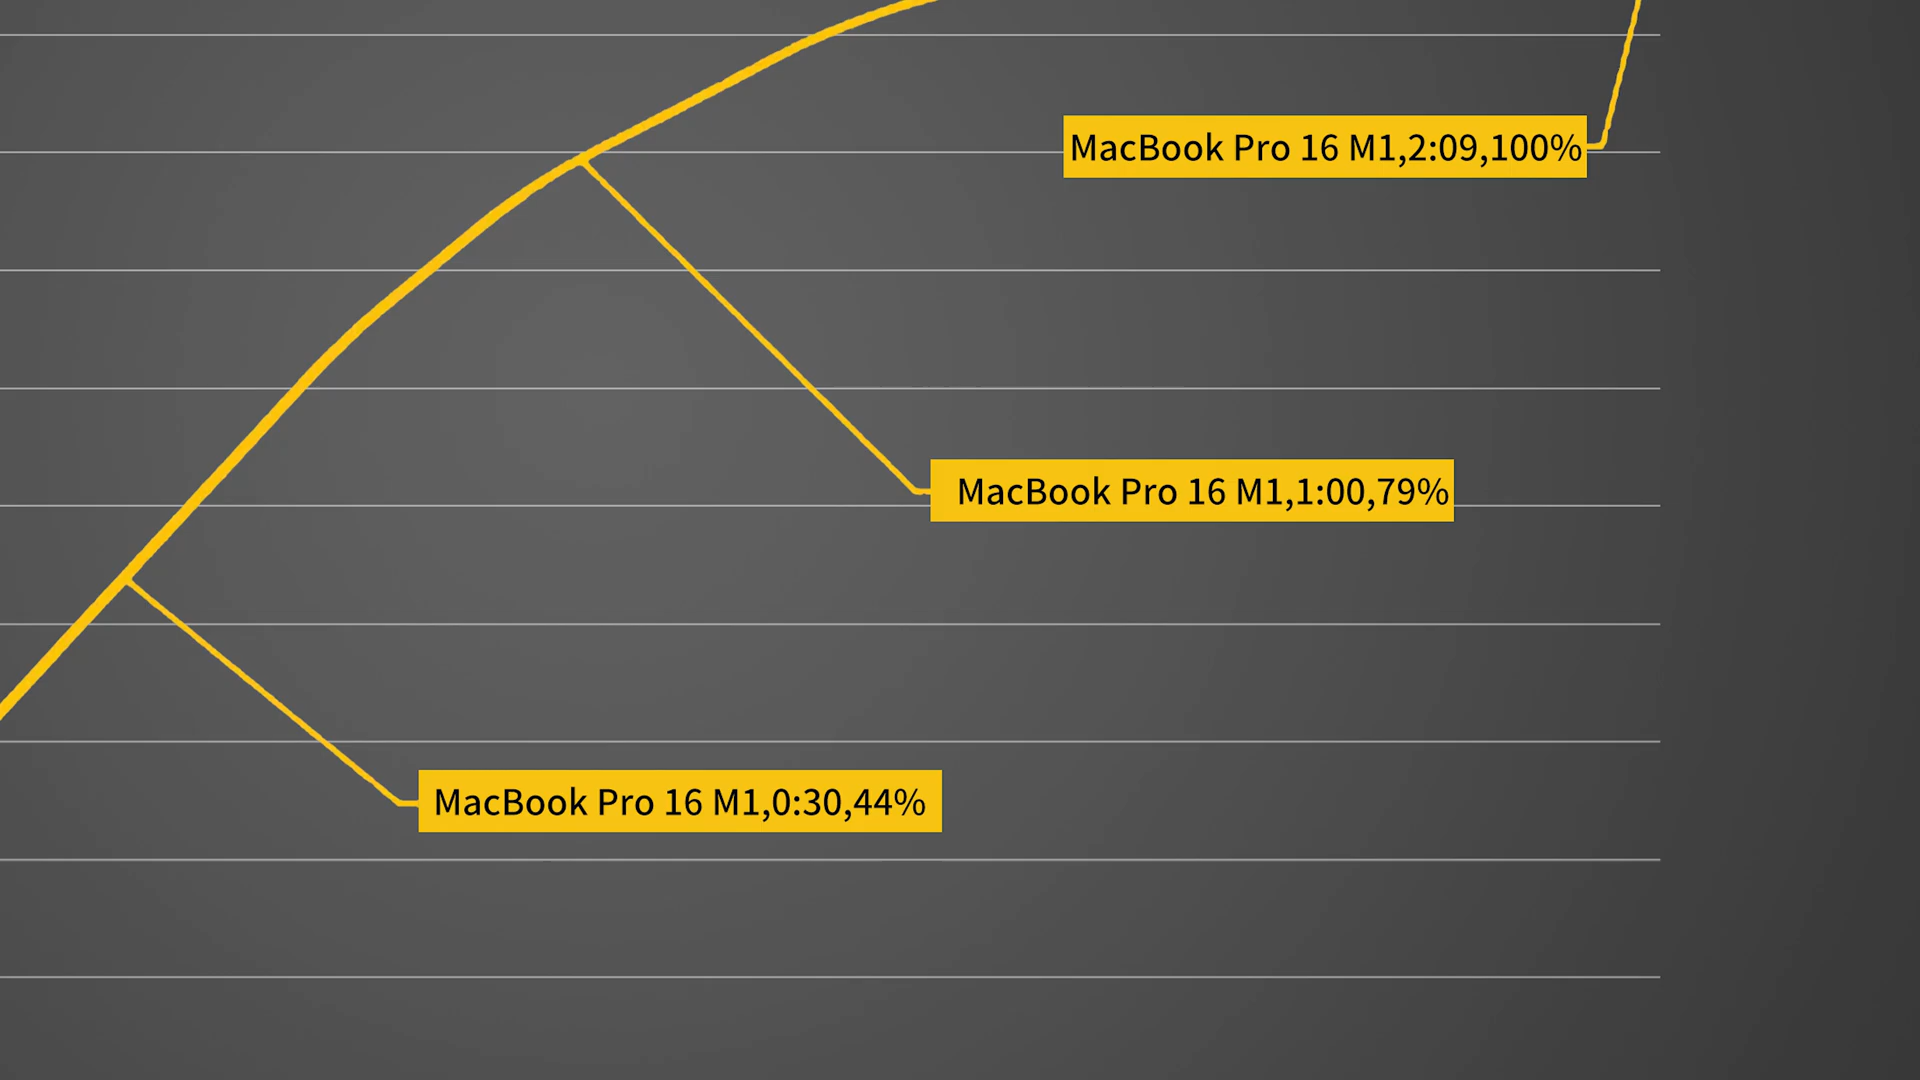 MacBook Pro 16 M1,2:09,100%
MacBook Pro 16 M1,1:00,79%
MacBook Pro 16 M1,0:30,44%